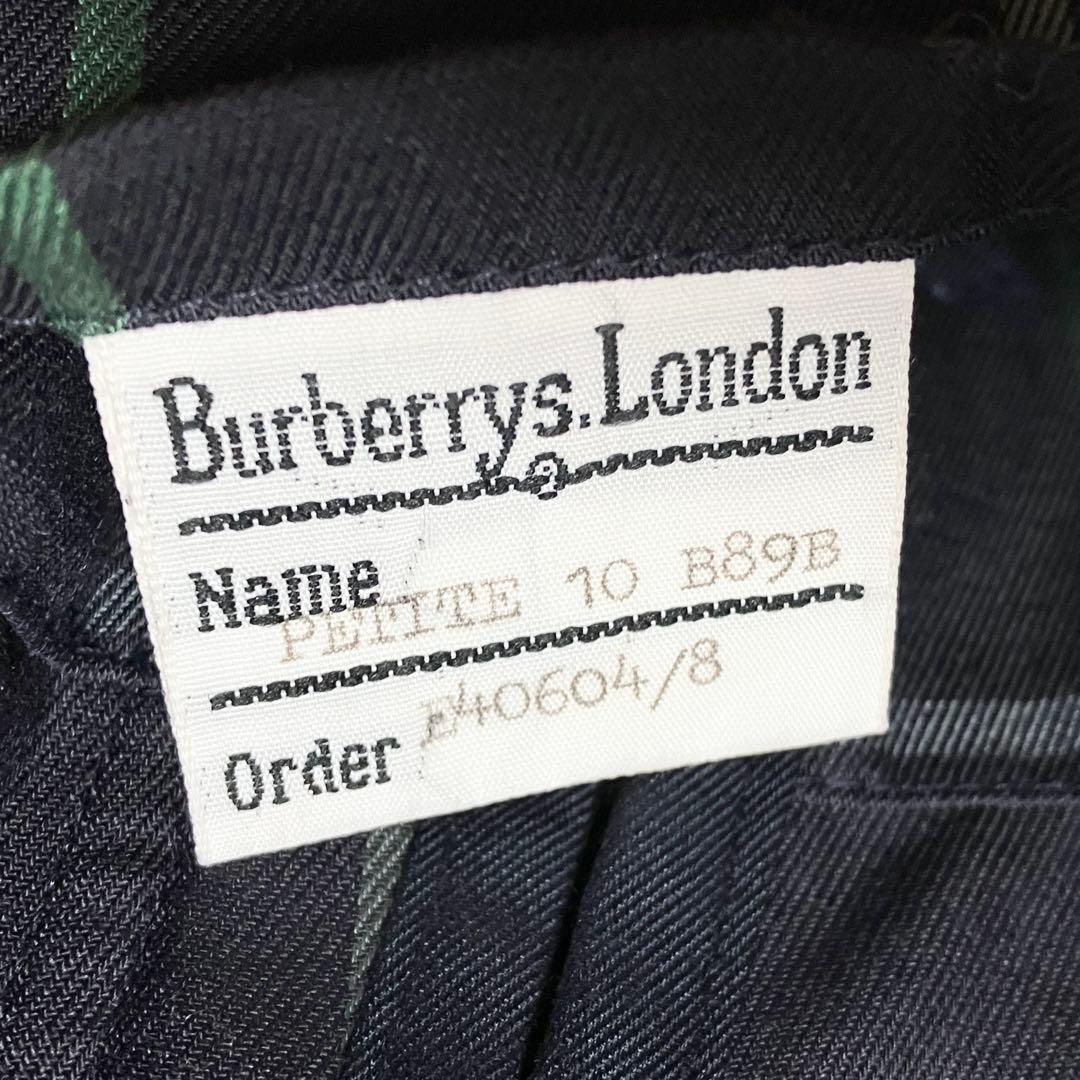 Burberrys. London
Name PETITE 10 B89B
Order E40604/8